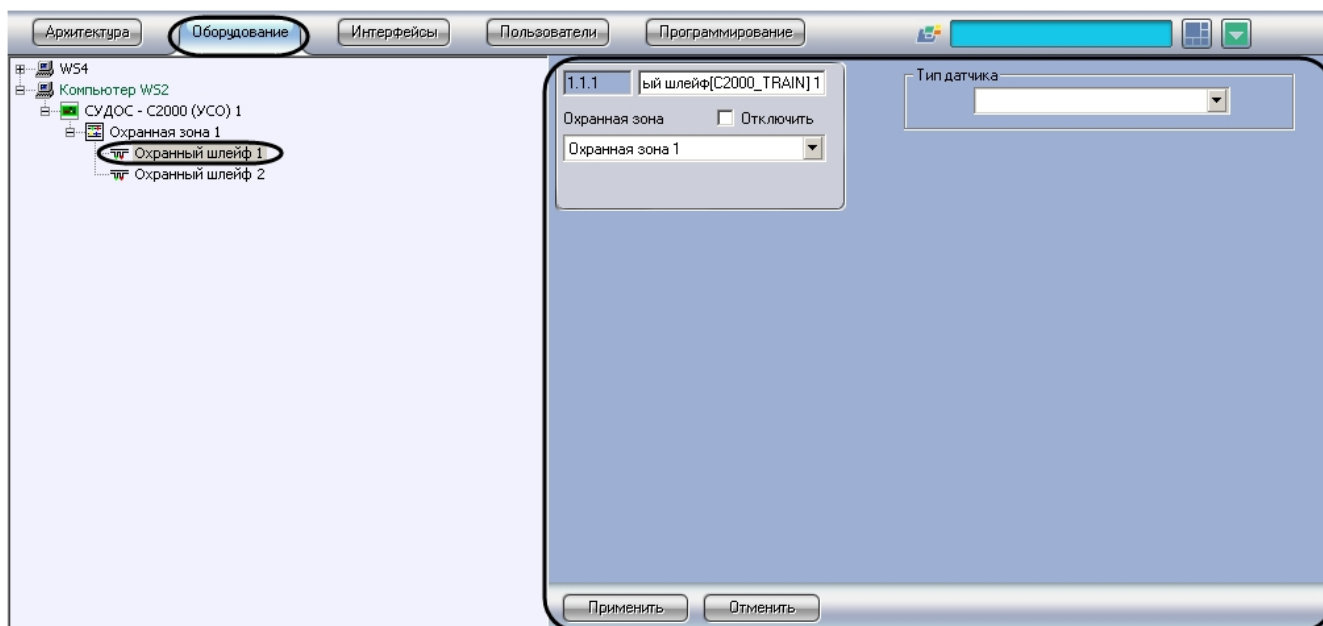 Архитектура Оборудование Интерфейсы Пользователи Программирование
WS4
Компьютер WS2
СУДОС - С2000 (УСО) 1
Охранная зона 1
Охранный шлейф 1
Охранный шлейф 2
1.1.1 ый шлейф[C2000_TRAIN] 1
Охранная зона Отключить
Охранная зона 1
Тип датчика
Применить Отменить